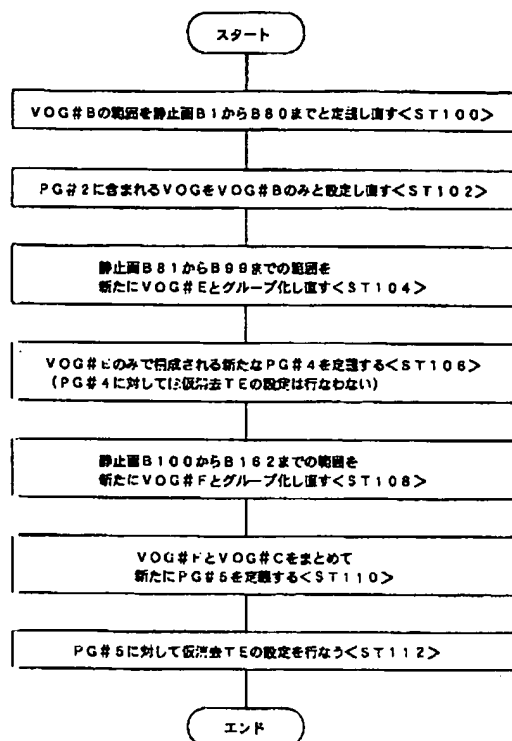 スタート
VOG#Bの範囲を静止画B1からB80までと定義し直す<ST100>
PG#2に含まれるVOGをVOG#Bのみと設定し直す<ST102>
静止画B81からB99までの範囲を
新たにVOG#Eとグループ化し直す<ST104>
VOG#Eのみで構成される新たなPG#4を定義する<ST106>
(PG#4に対しては仮消去TEの設定は行なわない)
静止画B100からB162までの範囲を
新たにVOG#Fとグループ化し直す<ST108>
VOG#FとVOG#Cをまとめて
新たにPG#5を定義する<ST110>
PG#5に対して仮消去TEの設定を行なう<ST112>
エンド